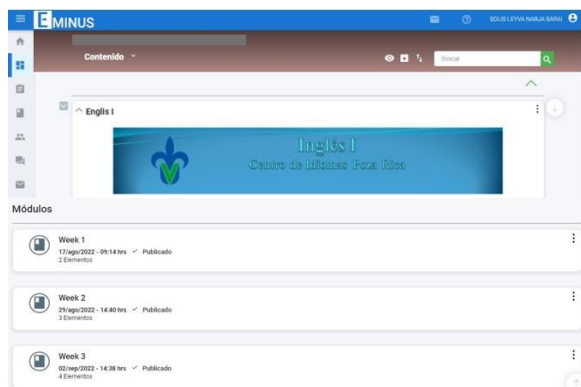 EMINUS
SOLIS LEYVA NABJA SARAI
Contenido
Buscar
Englis I
Inglés I
Centro de Idiomas Poza Rica
Módulos
Week 1
17/ago/2022 - 09:14 hrs ✓ Publicado
2 Elementos
Week 2
29/ago/2022 - 14:40 hrs ✓ Publicado
3 Elementos
Week 3
02/sep/2022 - 14:38 hrs ✓ Publicado
4 Elementos